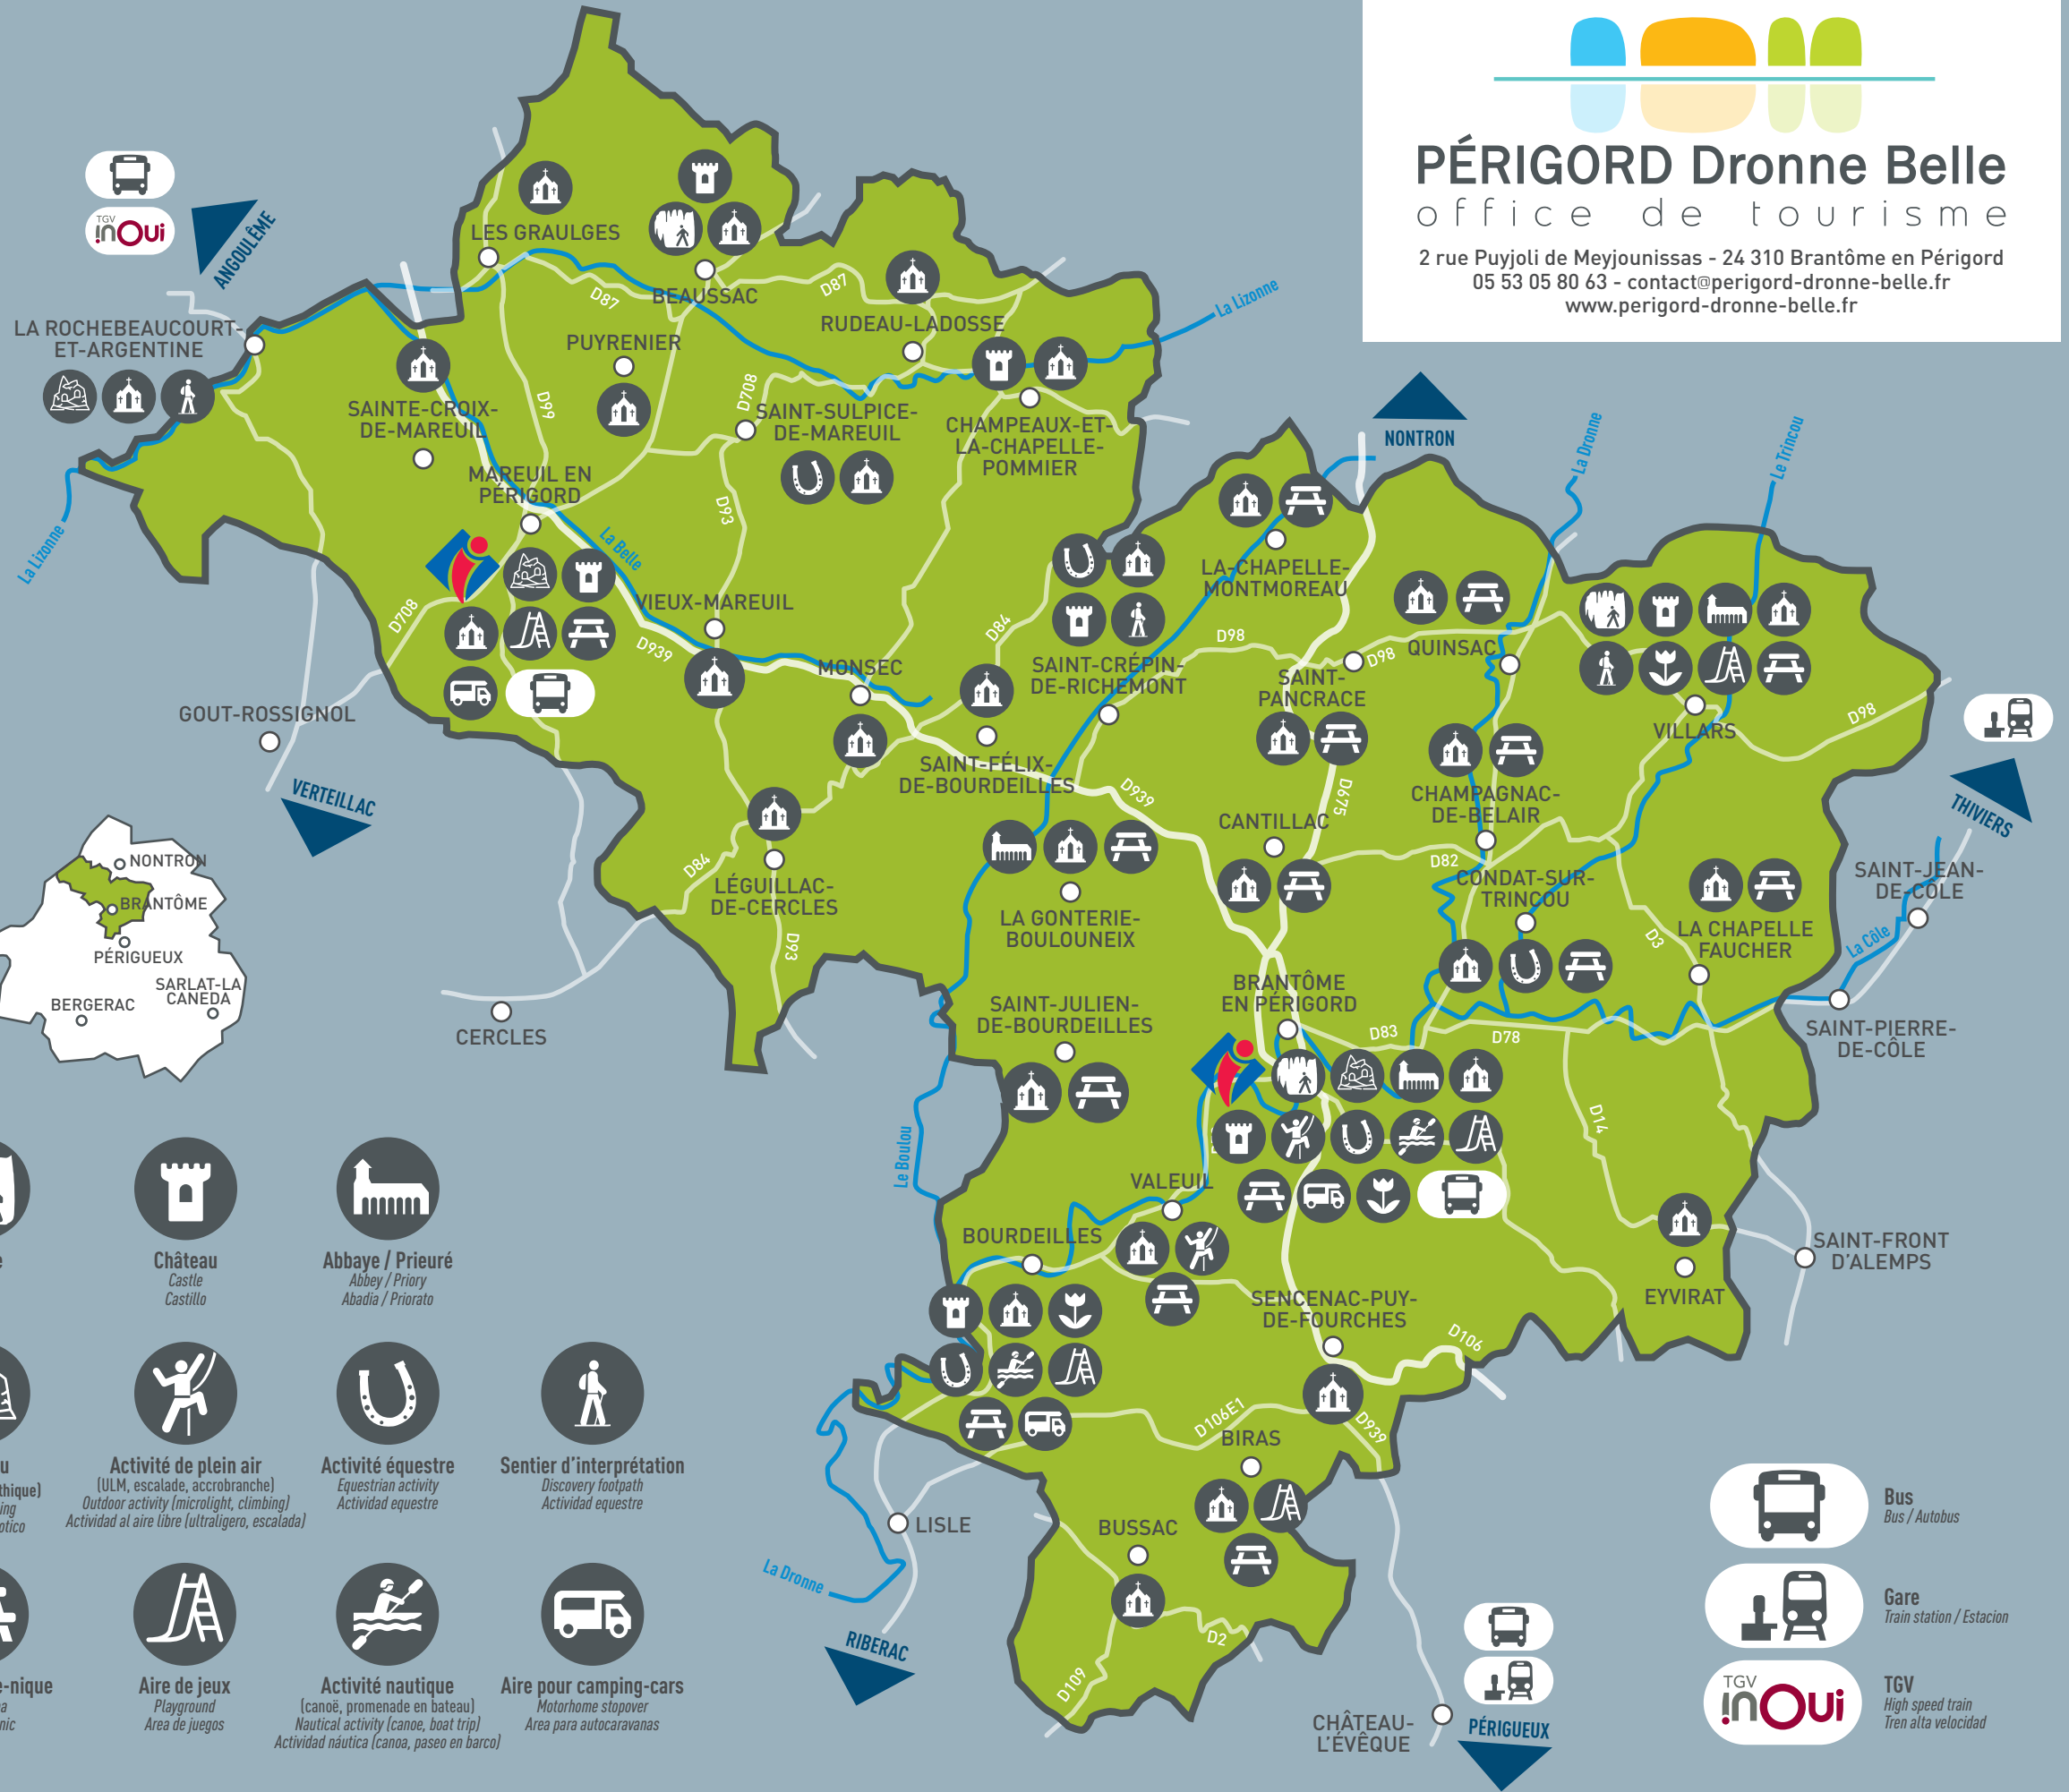 PÉRIGORD Dronne Belle
office de tourisme
2 rue Puyjoli de Meyjounissas - 24 310 Brantôme en Périgord
05 53 05 80 63 - contact@perigord-dronne-belle.fr
www.perigord-dronne-belle.fr
TGV
inOui
ANGOULÊME
LES GRAULGES
BEAUSSAC
D87
D87
La Lizonne
LA ROCHEBEAUCOURT-
ET-ARGENTINE
PUYRENIER
RUDEAU-LADOSSE
SAINTE-CROIX-
DE-MAREUIL
D99
D708
SAINT-SULPICE-
DE-MAREUIL
CHAMPEAUX-ET-
LA-CHAPELLE-
POMMIER
NONTRON
La Dronne
Le Trincou
MAREUIL EN
PÉRIGORD
D93
La Lizonne
La Belle
LA-CHAPELLE-
MONTMOREAU
D708
VIEUX-MAREUIL
D939
D84
D98
D98
QUINSAC
MONSEC
SAINT-CRÉPIN-
DE-RICHEMONT
SAINT-
PANCRACE
GOUT-ROSSIGNOL
VILLARS
D98
SAINT-FÉLIX-
DE-BOURDEILLES
D939
D675
CHAMPAGNAC-
DE-BELAIR
VERTEILLAC
THIVIERS
CANTILLAC
D84
D82
LÉGUILLAC-
DE-CERCLES
CONDAT-SUR-
TRINCOU
SAINT-JEAN-
DE-CÔLE
NONTRON
BRANTÔME
PÉRIGUEUX
SARLAT-LA
CANEDA
BERGERAC
LA GONTERIE-
BOULOUNEIX
D93
D3
LA CHAPELLE
FAUCHER
La Côle
CERCLES
SAINT-JULIEN-
DE-BOURDEILLES
BRANTÔME
EN PÉRIGORD
D83
D78
SAINT-PIERRE-
DE-CÔLE
Le Boulou
D14
VALEUIL
BOURDEILLES
SAINT-FRONT
D'ALEMPS
EYVIRAT
SENCENAC-PUY-
DE-FOURCHES
D106
D106E1
D939
BIRAS
LISLE
BUSSAC
La Dronne
RIBERAC
D2
D109
CHÂTEAU-
L'ÉVÊQUE
PÉRIGUEUX
Château
Castle
Castillo
Abbaye / Prieuré
Abbey / Priory
Abadia / Priorato
Activité de plein air
(ULM, escalade, accrobranche)
Outdoor activity (microlight, climbing)
Actividad al aire libre (ultraligero, escalada)
Activité équestre
Equestrian activity
Actividad equestre
Sentier d'interprétation
Discovery footpath
Actividad equestre
Aire de jeux
Playground
Area de juegos
Activité nautique
(canoë, promenade en bateau)
Nautical activity (canoe, boat trip)
Actividad náutica (canoa, paseo en barco)
Aire pour camping-cars
Motorhome stopover
Area para autocaravanas
Bus
Bus / Autobus
Gare
Train station / Estacion
TGV
inOui
TGV
High speed train
Tren alta velocidad